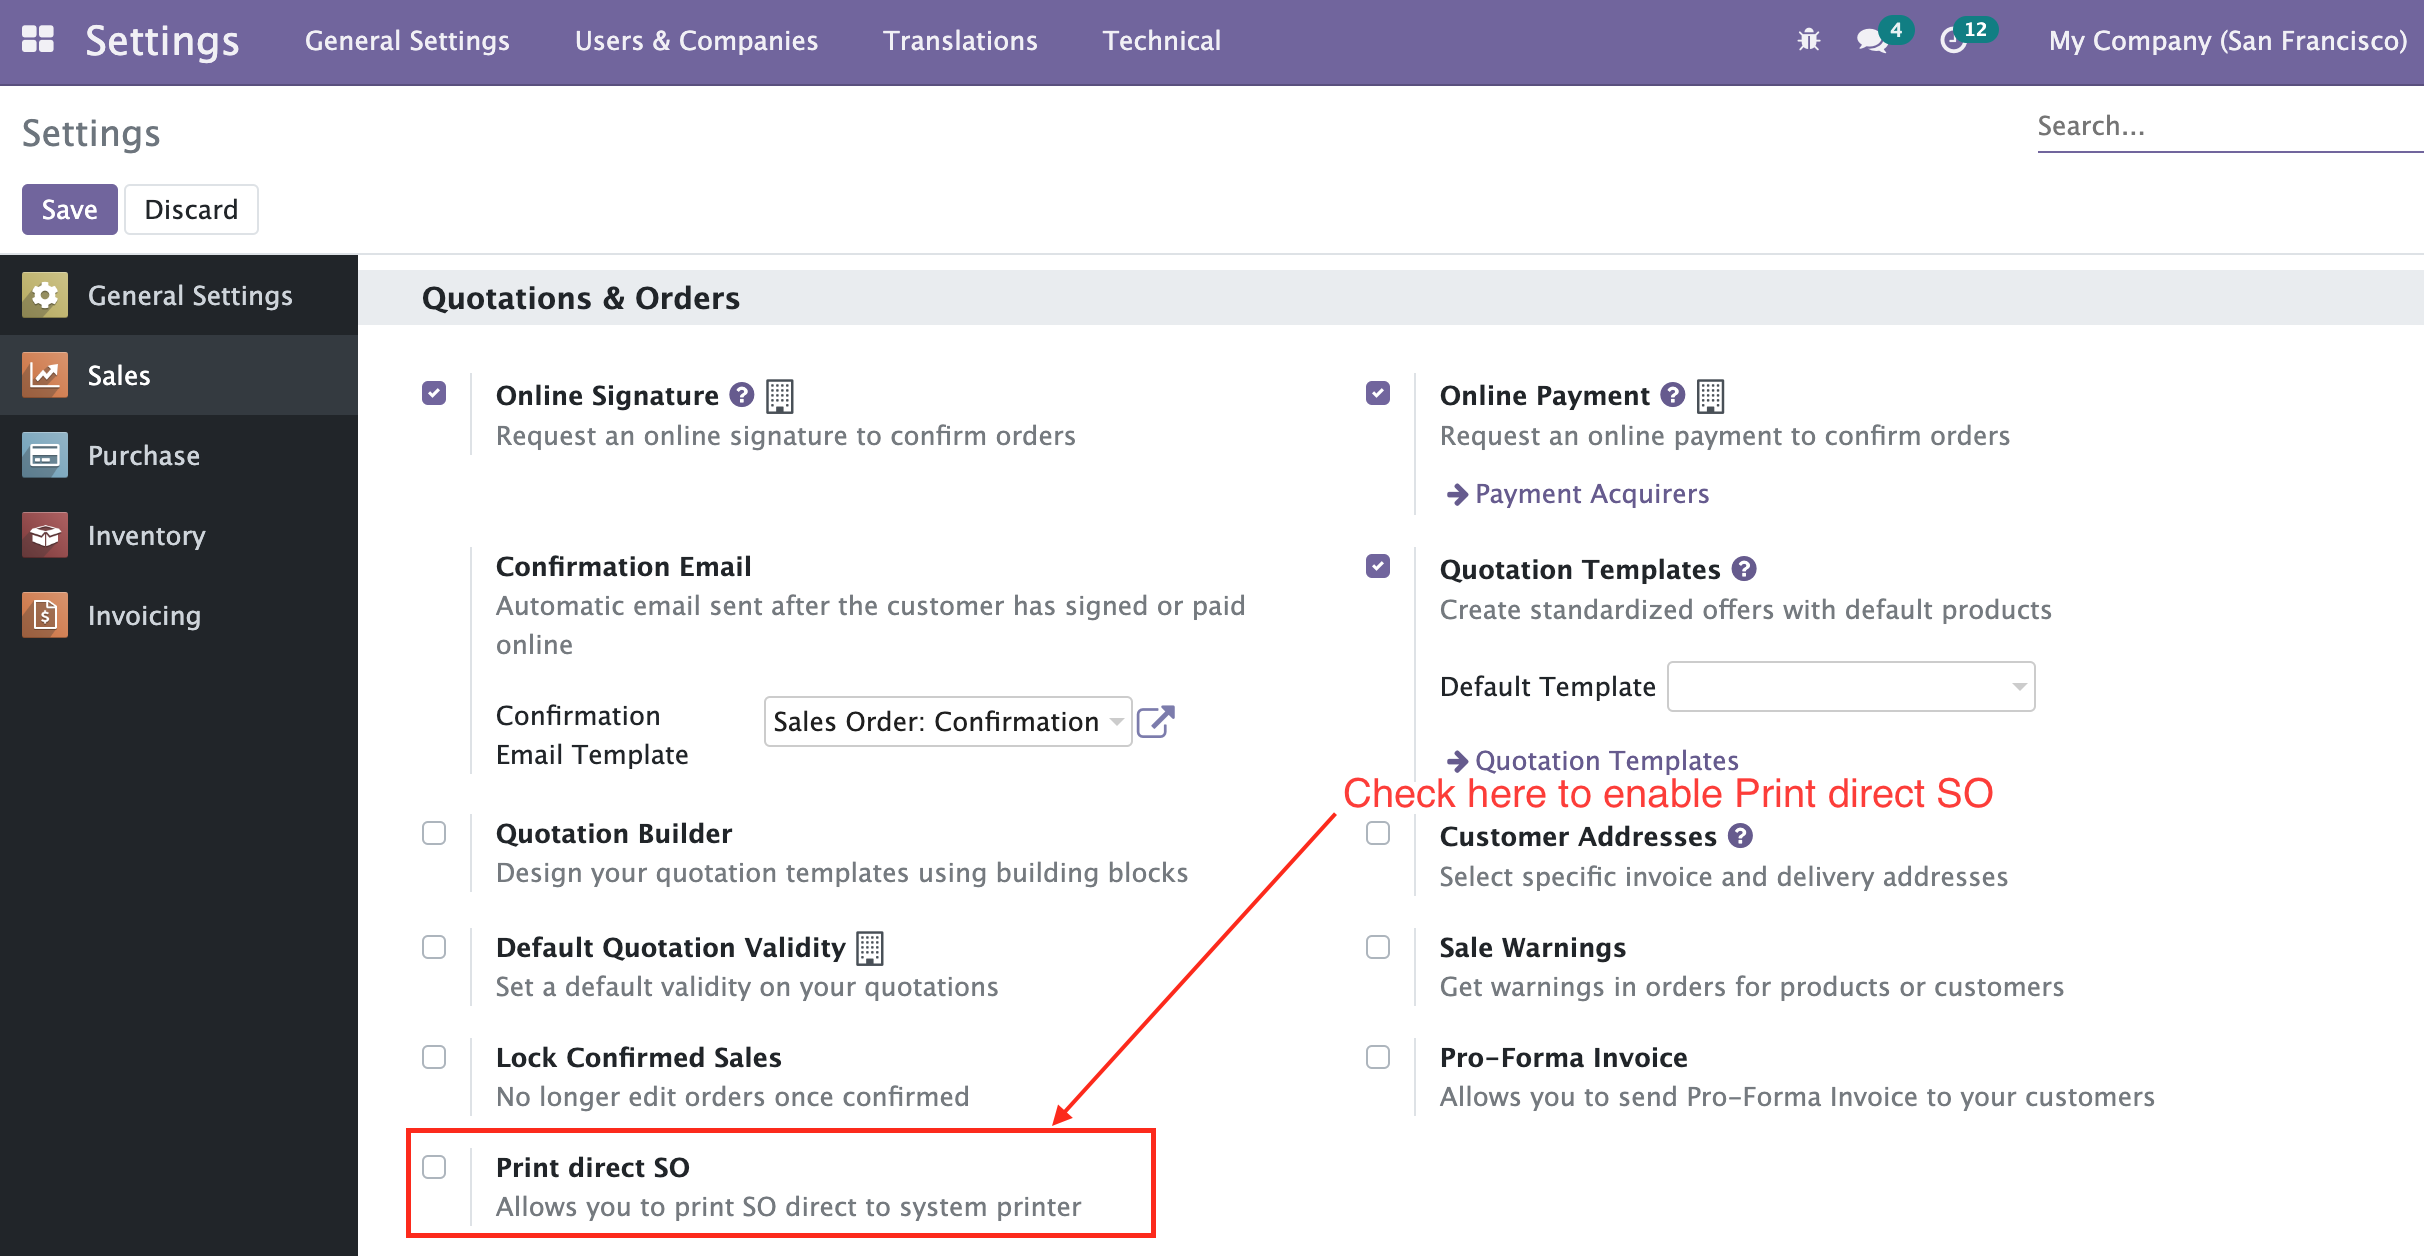 Settings
General Settings
Users & Companies
Translations
Technical
4
12
My Company (San Francisco)
Settings
Search...
Save
Discard
General Settings
Sales
Purchase
Inventory
Invoicing
Quotations & Orders
Online Signature ?
Request an online signature to confirm orders
Online Payment ?
Request an online payment to confirm orders
Payment Acquirers
Confirmation Email
Automatic email sent after the customer has signed or paid
online
Confirmation
Email Template
Sales Order: Confirmation
Quotation Templates ?
Create standardized offers with default products
Default Template
Quotation Templates
Check here to enable Print direct SO
Quotation Builder
Design your quotation templates using building blocks
Customer Addresses ?
Select specific invoice and delivery addresses
Default Quotation Validity
Set a default validity on your quotations
Sale Warnings
Get warnings in orders for products or customers
Lock Confirmed Sales
No longer edit orders once confirmed
Pro-Forma Invoice
Allows you to send Pro-Forma Invoice to your customers
Print direct SO
Allows you to print SO direct to system printer